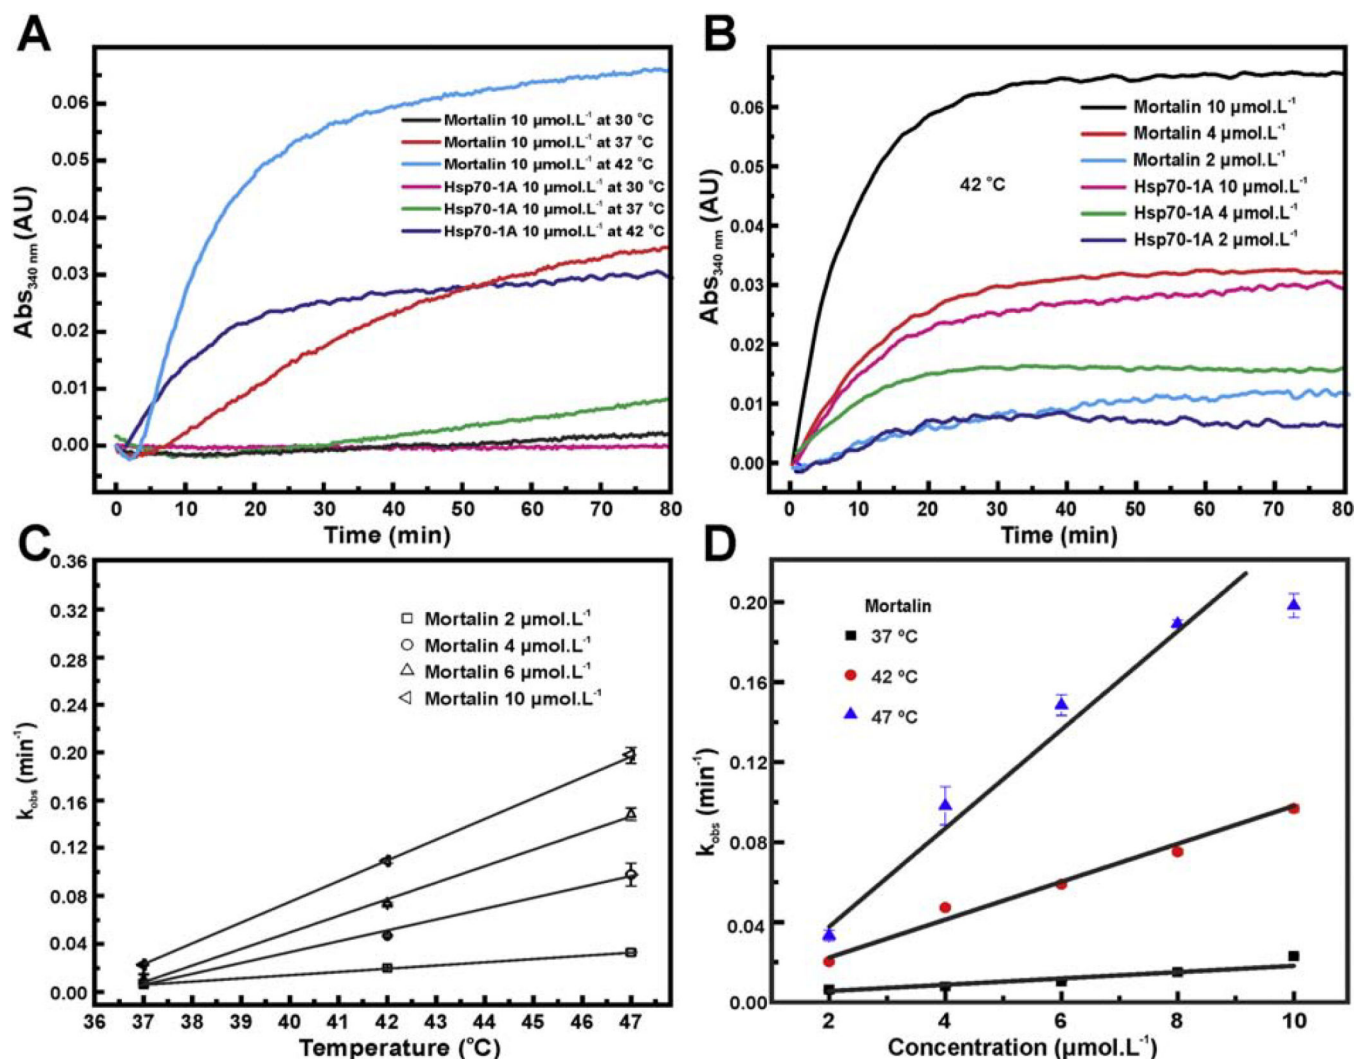 A
Abs340 nm (AU)
0.06
0.05
0.04
0.03
0.02
0.01
0.00
Mortalin 10 µmol.L-1 at 30 °C
Mortalin 10 µmol.L-1 at 37 °C
Mortalin 10 µmol.L-1 at 42 °C
Hsp70-1A 10 µmol.L-1 at 30 °C
Hsp70-1A 10 µmol.L-1 at 37 °C
Hsp70-1A 10 µmol.L-1 at 42 °C
0 10 20 30 40 50 60 70 80
Time (min)
B
Abs340 nm (AU)
0.06
0.05
0.04
0.03
0.02
0.01
0.00
42 °C
Mortalin 10 µmol.L-1
Mortalin 4 µmol.L-1
Mortalin 2 µmol.L-1
Hsp70-1A 10 µmol.L-1
Hsp70-1A 4 µmol.L-1
Hsp70-1A 2 µmol.L-1
0 10 20 30 40 50 60 70 80
Time (min)
C
kobs (min-1)
0.36
0.32
0.28
0.24
0.20
0.16
0.12
0.08
0.04
0.00
Mortalin 2 µmol.L-1
Mortalin 4 µmol.L-1
Mortalin 6 µmol.L-1
Mortalin 10 µmol.L-1
36 37 38 39 40 41 42 43 44 45 46 47
Temperature (°C)
D
kobs (min-1)
0.20
0.16
0.12
0.08
0.04
0.00
Mortalin
37 ºC
42 ºC
47 ºC
2 4 6 8 10
Concentration (µmol.L-1)